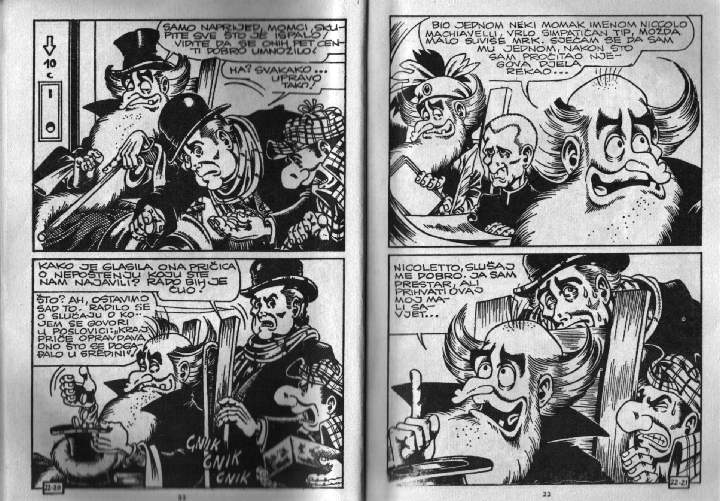 SAMO NAPRIJED, MOMCI, SKU-
PITE SVE ŠTO JE ISPALO/
VIDITE DA SE ONIH PET CEN-
TI DOBRO UMNOŽILO!
HA? SVAKAKO...
UPRAVO
TAKO!
10
c
KAKO JE GLASILA ONA PRIČICA
O NEPOŠTENJU KOJU STE
NAM NAJAVILI? RADO BIH JE
ČUO!
ŠTO? AH, OSTAVIMO
SAD TO. RADILO SE
O SLUČAJU O KO-
JEM SE GOVORI
U POSLOVICI: "KRAJ
PRIČE OPRAVDAVA
ONO ŠTO SE DOGA-
ĐALO U SREDINI".
GNIK
GNIK
GNIK
BIO JEDNOM NEKI MOMAK IMENOM NICCOLO
MACHIAVELLI, VRLO SIMPATIČAN TIP, MOŽDA
MALO SUVIŠE MRK. SJEĆAM SE DA SAM
MU JEDNOM, NAKON ŠTO
SAM PROČITAO NJE-
GOVA DJELA
REKAO...
NICOLETTO, SLUŠAJ
ME DOBRO. JA SAM
PRESTAR, ALI
PRIHVATI OVAJ
MOJ MA-
LI SA-
VJET...
22
22-21